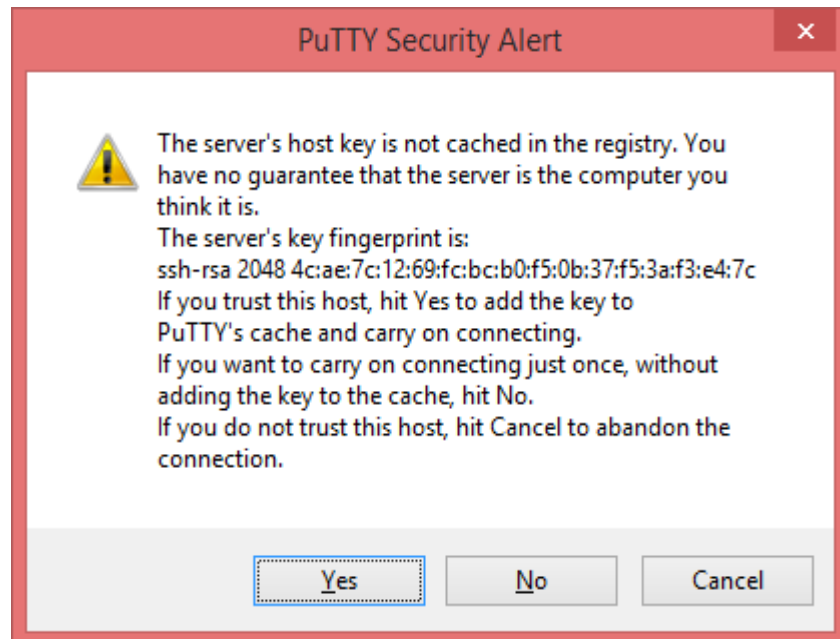 PuTTY Security Alert
The server's host key is not cached in the registry. You
have no guarantee that the server is the computer you
think it is.
The server's key fingerprint is:
ssh-rsa 2048 4c:ae:7c:12:69:fc:bc:b0:f5:0b:37:f5:3a:f3:e4:7c
If you trust this host, hit Yes to add the key to
PuTTY's cache and carry on connecting.
If you want to carry on connecting just once, without
adding the key to the cache, hit No.
If you do not trust this host, hit Cancel to abandon the
connection.
Yes No Cancel